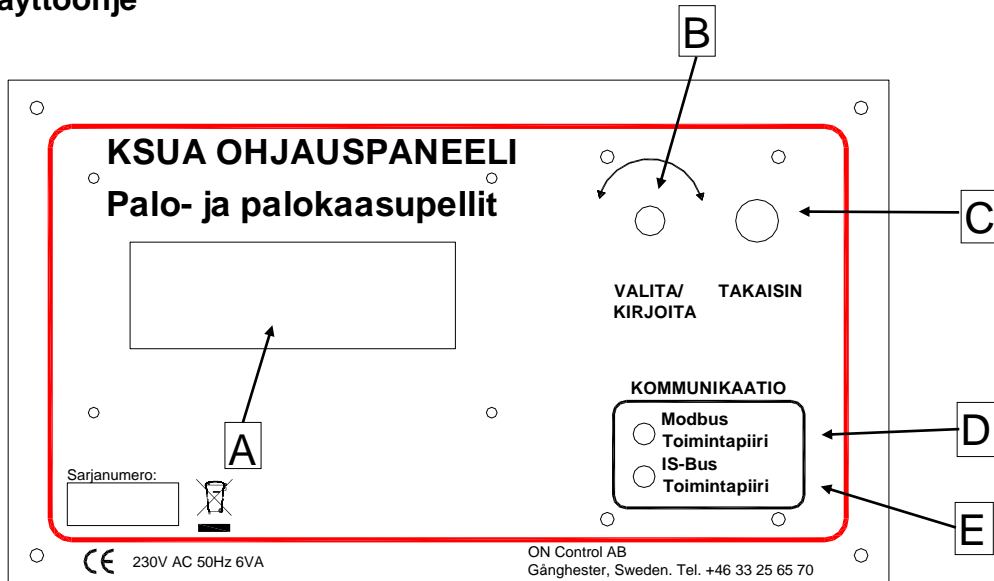 äyttöohje
B
KSUA OHJAUSPANEELI
Palo- ja palokaasupellit
C
VALITA/
KIRJOITA
TAKAISIN
KOMMUNIKAATIO
Modbus
Toimintapiiri
D
IS-Bus
Toimintapiiri
E
A
Sarjanumero:
CE 230V AC 50Hz 6VA
ON Control AB
Gånghester, Sweden. Tel. +46 33 25 65 70